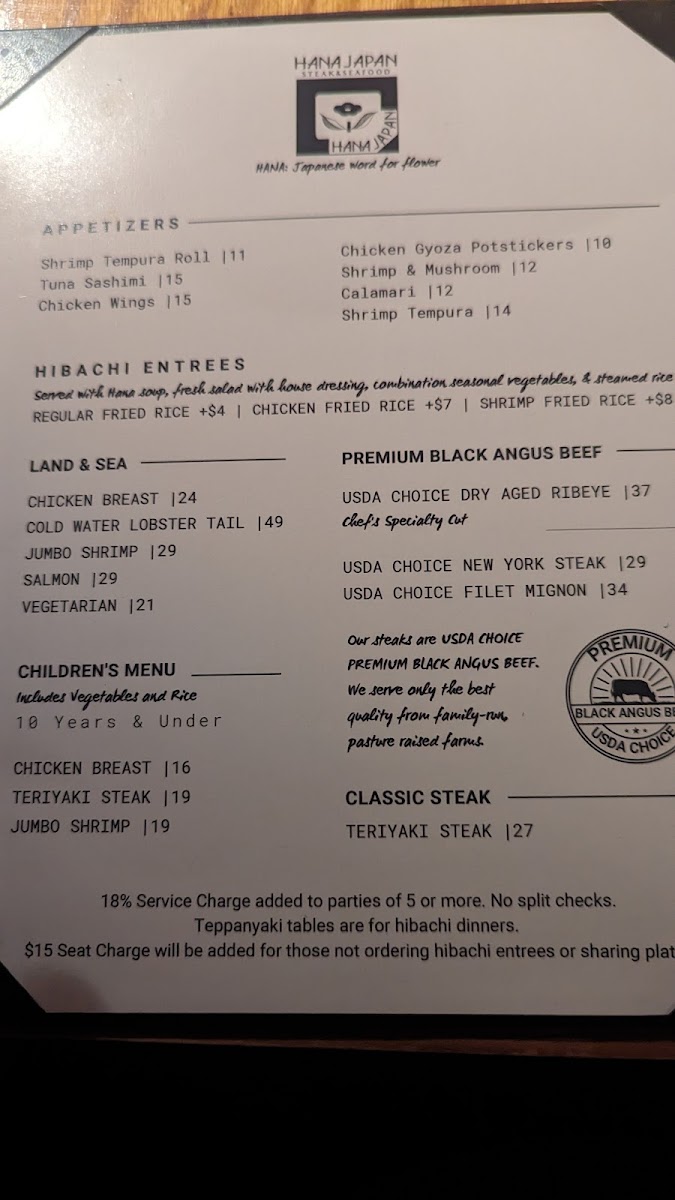 HANA JAPAN
STEAK & SEAFOOD
HANA JAPAN
HANA: Japanese word for flower
APPETIZERS
Shrimp Tempura Roll |11
Tuna Sashimi |15
Chicken Wings |15
Chicken Gyoza Potstickers |10
Shrimp & Mushroom |12
Calamari |12
Shrimp Tempura |14
HIBACHI ENTREES
Served with Hana soup, fresh salad with house dressing, combination seasonal vegetables, & steamed rice
REGULAR FRIED RICE +$4 | CHICKEN FRIED RICE +$7 | SHRIMP FRIED RICE +$8
LAND & SEA
CHICKEN BREAST |24
COLD WATER LOBSTER TAIL |49
JUMBO SHRIMP |29
SALMON |29
VEGETARIAN |21
CHILDREN'S MENU
Includes Vegetables and Rice
10 Years & Under
CHICKEN BREAST |16
TERIYAKI STEAK |19
JUMBO SHRIMP |19
PREMIUM BLACK ANGUS BEEF
USDA CHOICE DRY AGED RIBEYE |37
Chef's Specialty Cut
USDA CHOICE NEW YORK STEAK |29
USDA CHOICE FILET MIGNON |34
Our steaks are USDA CHOICE
PREMIUM BLACK ANGUS BEEF.
We serve only the best
quality from family-run,
pasture raised farms.
PREMIUM
BLACK ANGUS BE
USDA CHOICE
CLASSIC STEAK
TERIYAKI STEAK |27
18% Service Charge added to parties of 5 or more. No split checks.
Teppanyaki tables are for hibachi dinners.
$15 Seat Charge will be added for those not ordering hibachi entrees or sharing plat